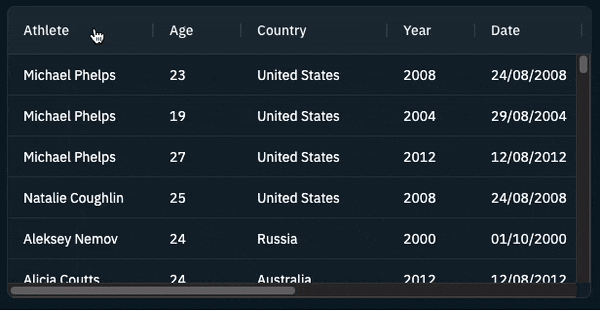 Athlete Age Country Year Date
Michael Phelps 23 United States 2008 24/08/2008
Michael Phelps 19 United States 2004 29/08/2004
Michael Phelps 27 United States 2012 12/08/2012
Natalie Coughlin 25 United States 2008 24/08/2008
Aleksey Nemov 24 Russia 2000 01/10/2000
Alicia Coutts 24 Australia 2012 12/08/2012